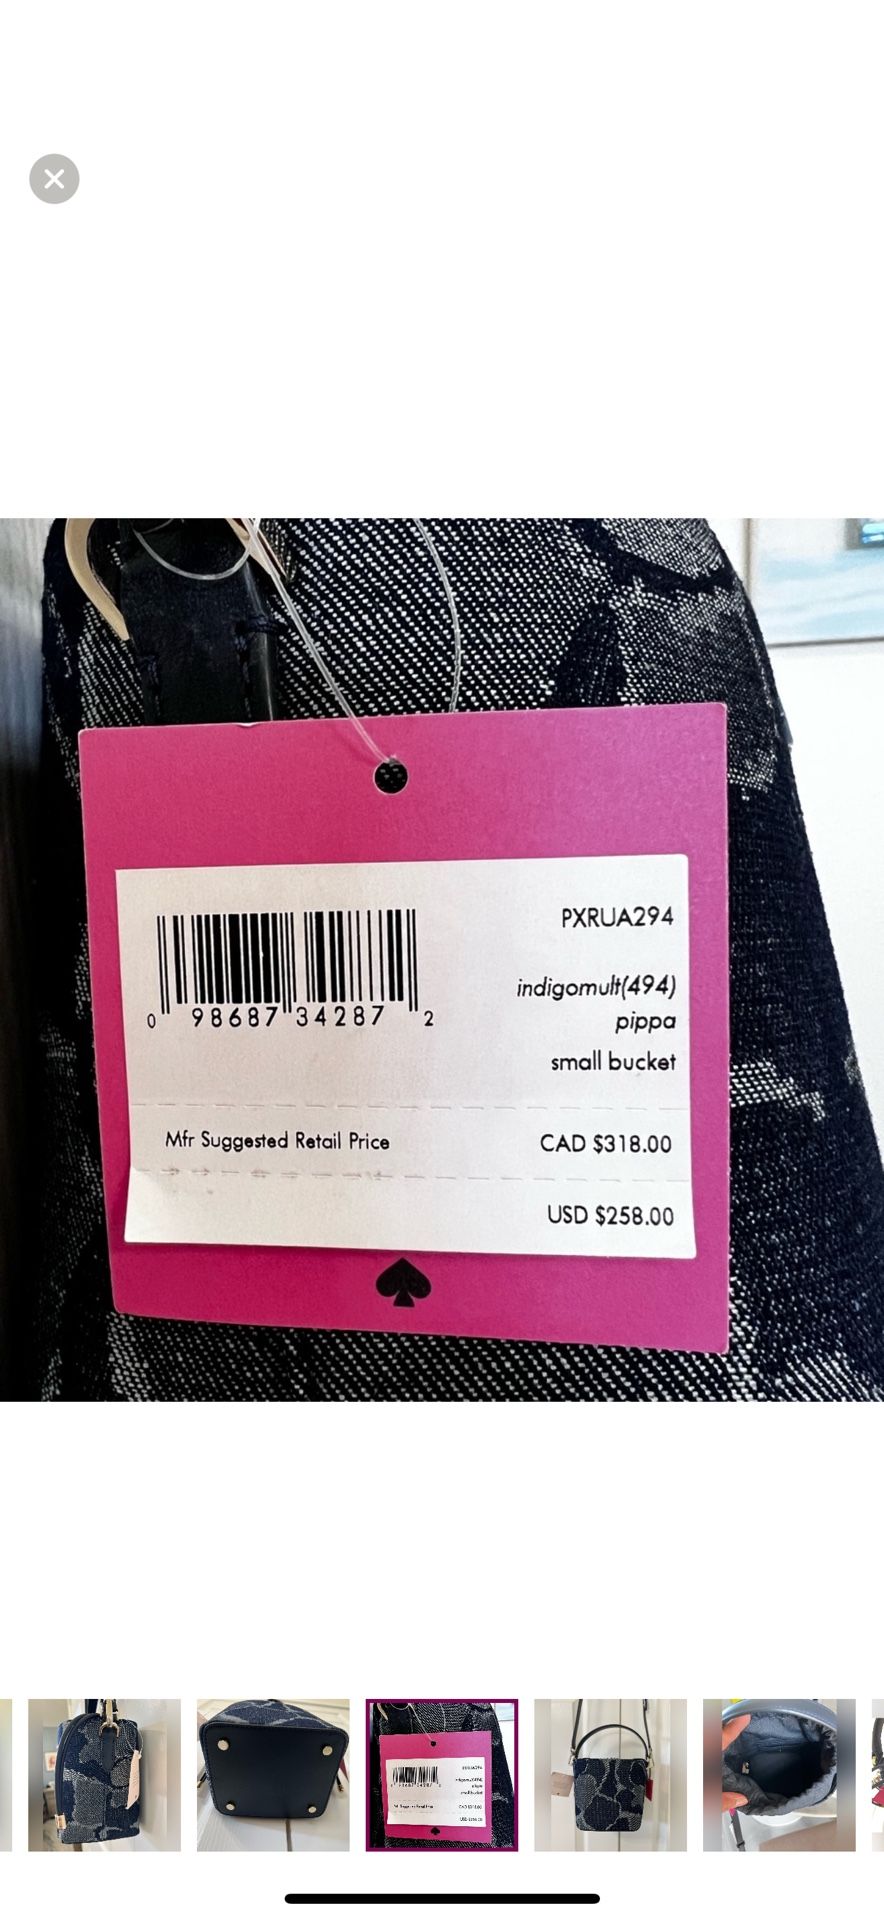 PXRUA294
indigomult(494)
pippa
small bucket
0 98687 34287 2
Mfr Suggested Retail Price CAD $318.00
USD $258.00